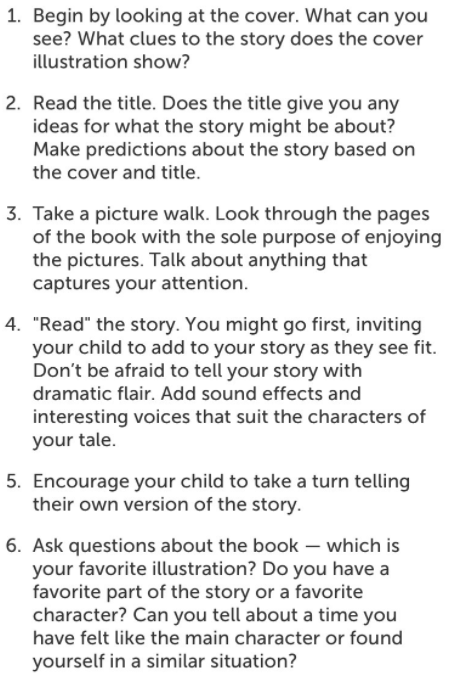 1. Begin by looking at the cover. What can you
see? What clues to the story does the cover
illustration show?
2. Read the title. Does the title give you any
ideas for what the story might be about?
Make predictions about the story based on
the cover and title.
3. Take a picture walk. Look through the pages
of the book with the sole purpose of enjoying
the pictures. Talk about anything that
captures your attention.
4. "Read" the story. You might go first, inviting
your child to add to your story as they see fit.
Don't be afraid to tell your story with
dramatic flair. Add sound effects and
interesting voices that suit the characters of
your tale.
5. Encourage your child to take a turn telling
their own version of the story.
6. Ask questions about the book — which is
your favorite illustration? Do you have a
favorite part of the story or a favorite
character? Can you tell about a time you
have felt like the main character or found
yourself in a similar situation?